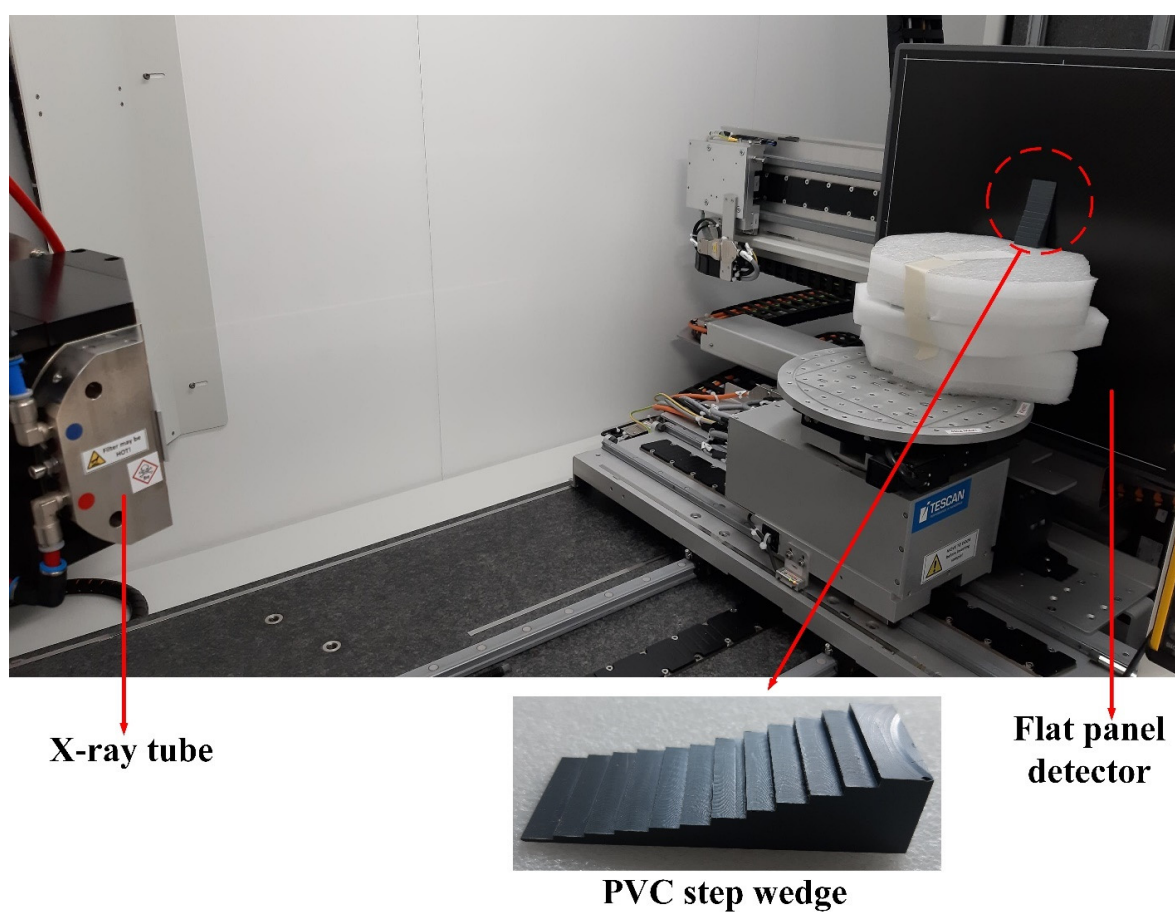 Filter may be
HOT!
TESCAN
X-ray tube
Flat panel
detector
PVC step wedge